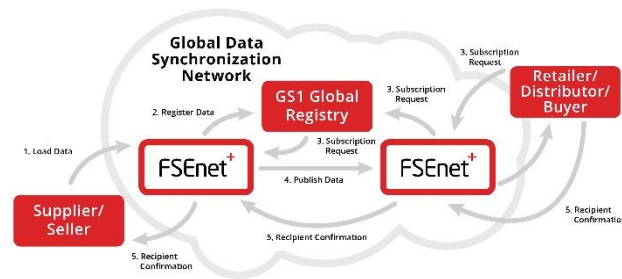 Global Data
Synchronization
Network
3. Subscription
Request
Retailer/
Distributor/
Buyer
GS1 Global
Registry
3. Subscription
Request
2. Register Data
3. Subscription
Request
1. Load Data
FSEnet+
4. Publish Data
FSEnet+
Supplier/
Seller
5. Recipient
Confirmation
5. Recipient Confirmation
5. Recipient
Confirmation